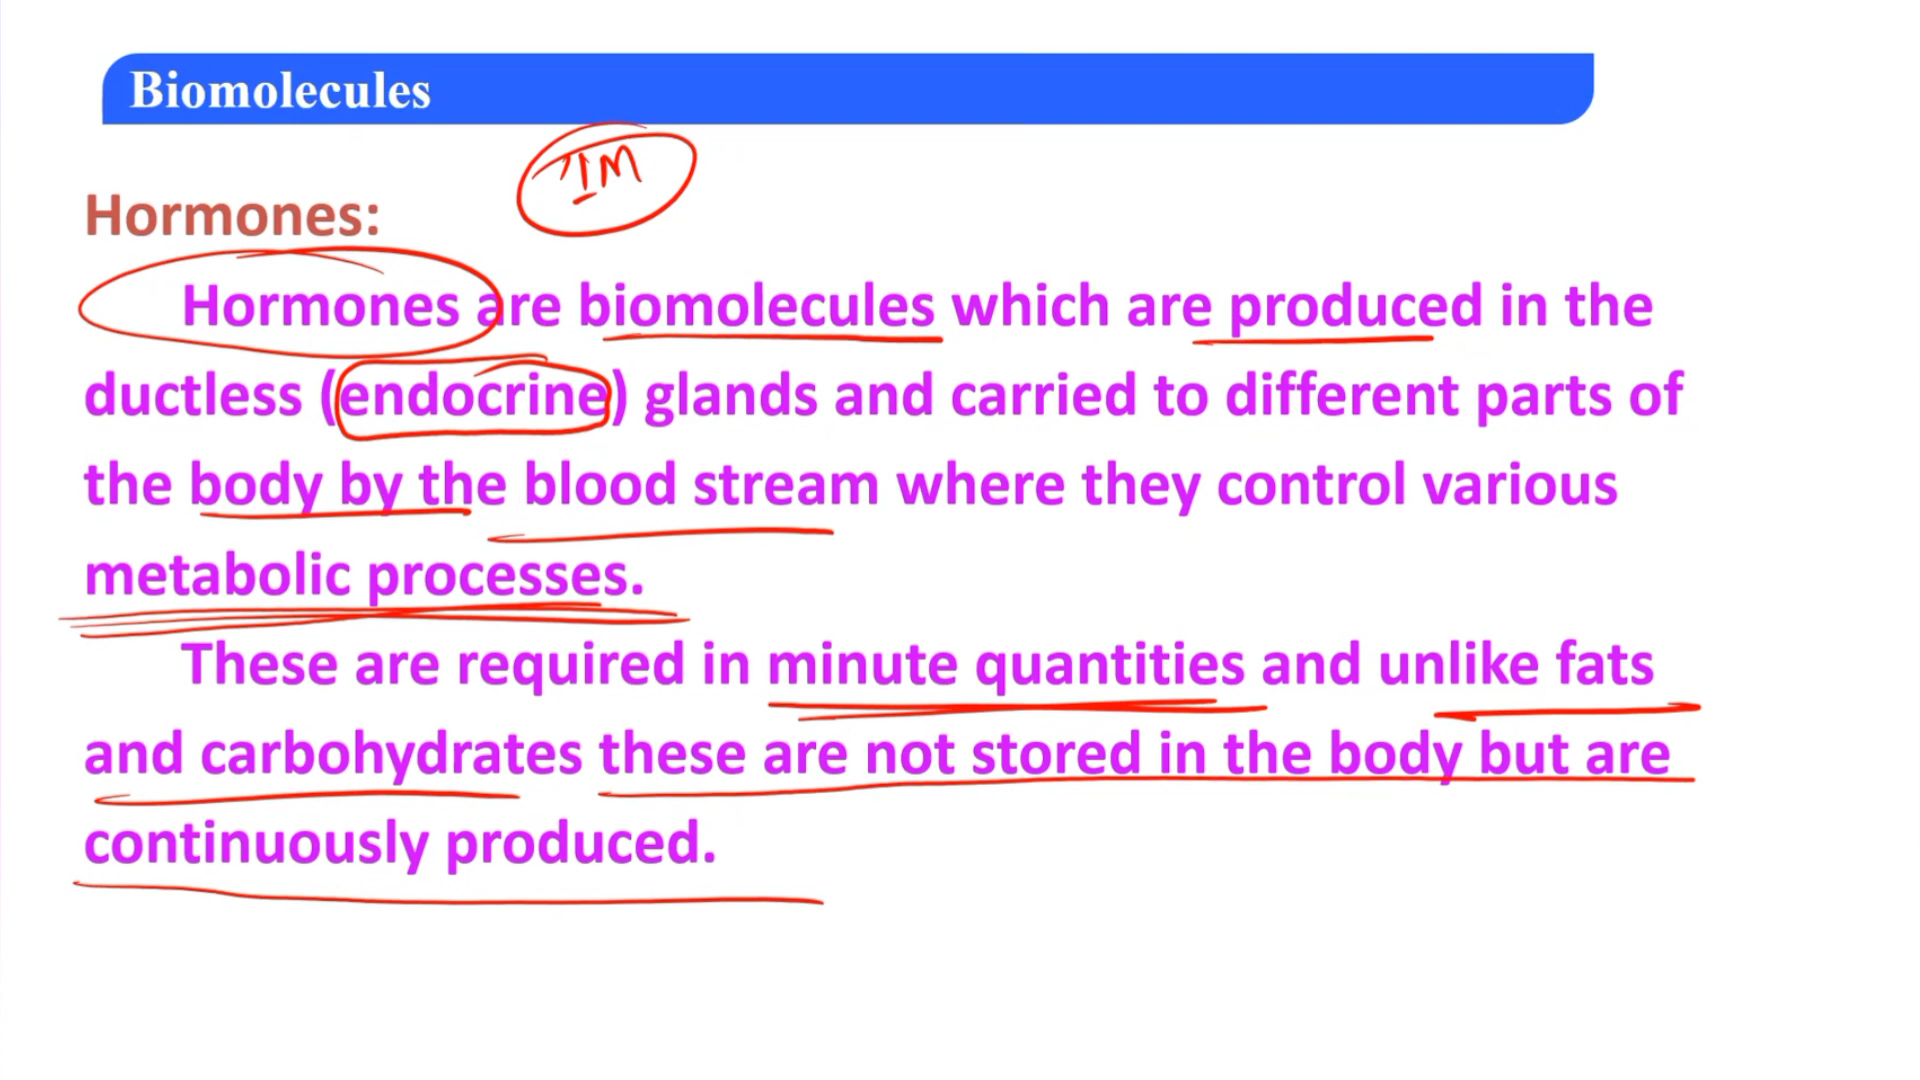 Biomolecules
IM
Hormones:
Hormones are biomolecules which are produced in the
ductless (endocrine) glands and carried to different parts of
the body by the blood stream where they control various
metabolic processes.
These are required in minute quantities and unlike fats
and carbohydrates these are not stored in the body but are
continuously produced.